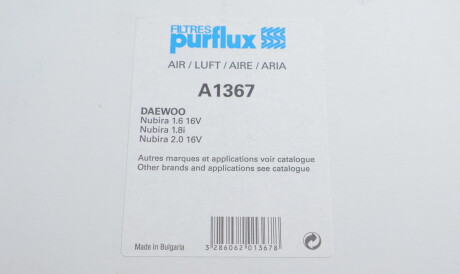 FILTRES
purflux
AIR / LUFT / AIRE / ARIA
A1367
DAEWOO
Nubira 1.6 16V
Nubira 1.8i
Nubira 2.0 16V
Autres marques et applications voir catalogue
Other brands and applications see catalogue
Made in Bulgaria
3 286062 013678